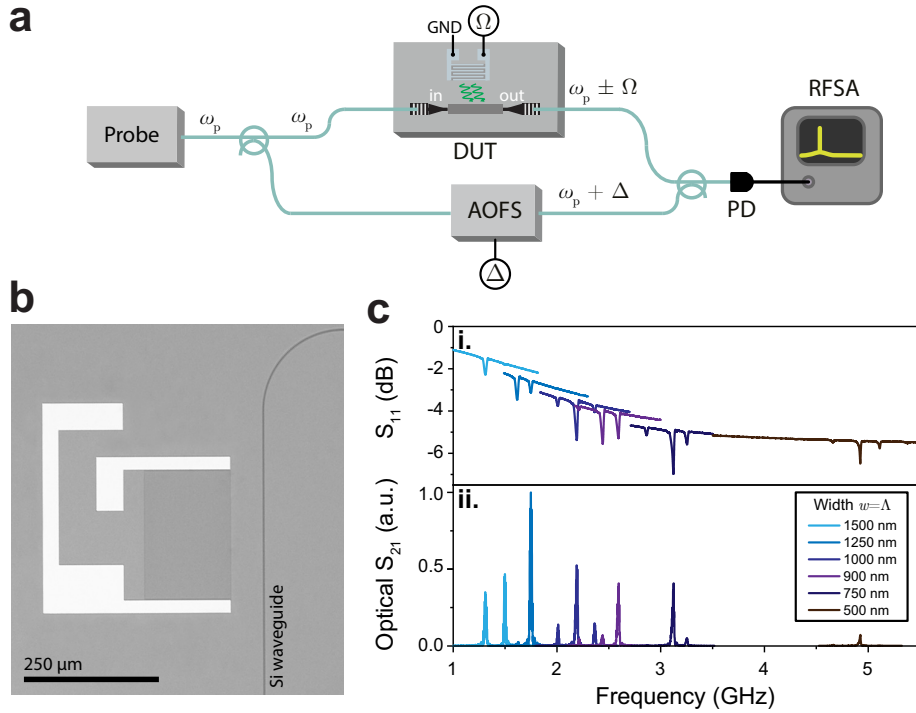 a
GND Ω
in out
Probe
ωp
ωp
DUT
ωp ± Ω
RFSA
AOFS
ωp + Δ
PD
Δ
b
250 µm
Si waveguide
c
i.
0
-2
-4
-6
S11 (dB)
ii.
1.0
0.5
0.0
Optical S21 (a.u.)
Width w=Λ
1500 nm
1250 nm
1000 nm
900 nm
750 nm
500 nm
1 2 3 4 5
Frequency (GHz)